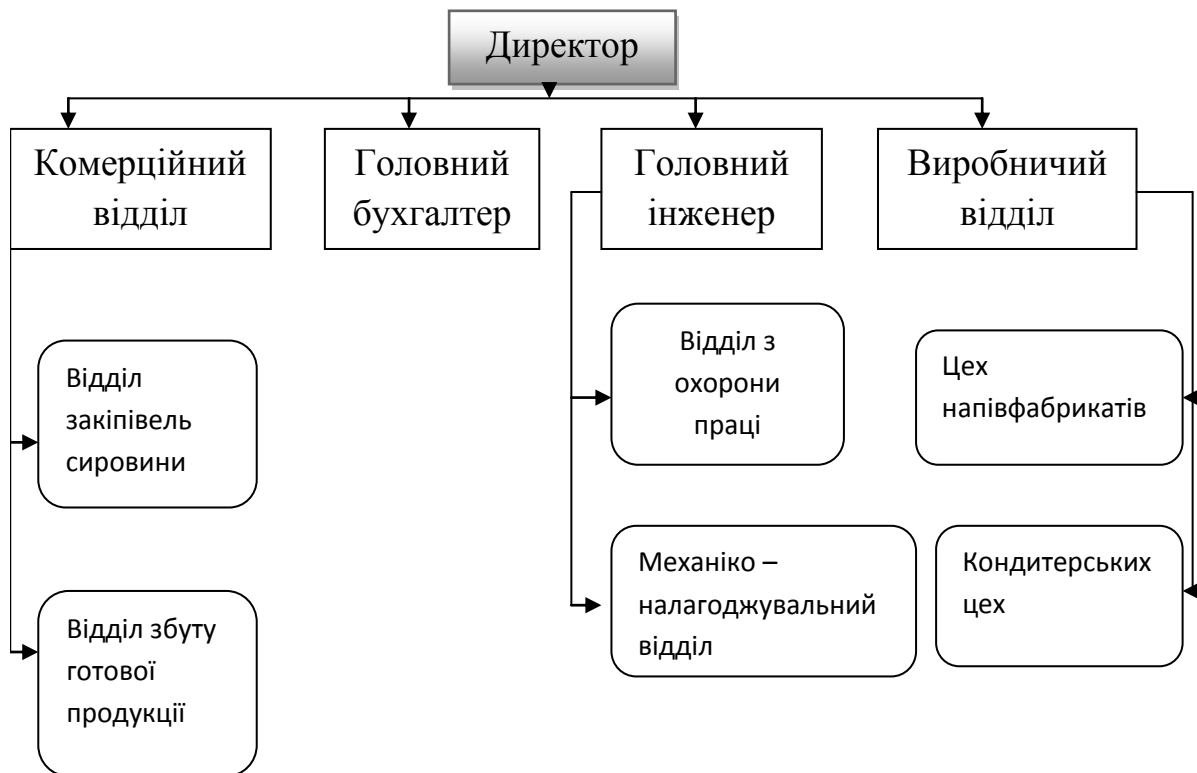 Директор
Комерційний
відділ
Головний
бухгалтер
Головний
інженер
Виробничий
відділ
Відділ
закіпівель
сировини
Відділ з
охорони
праці
Цех
напівфабрикатів
Відділ збуту
готової
продукції
Механіко –
налагоджувальний
відділ
Кондитерських
цех